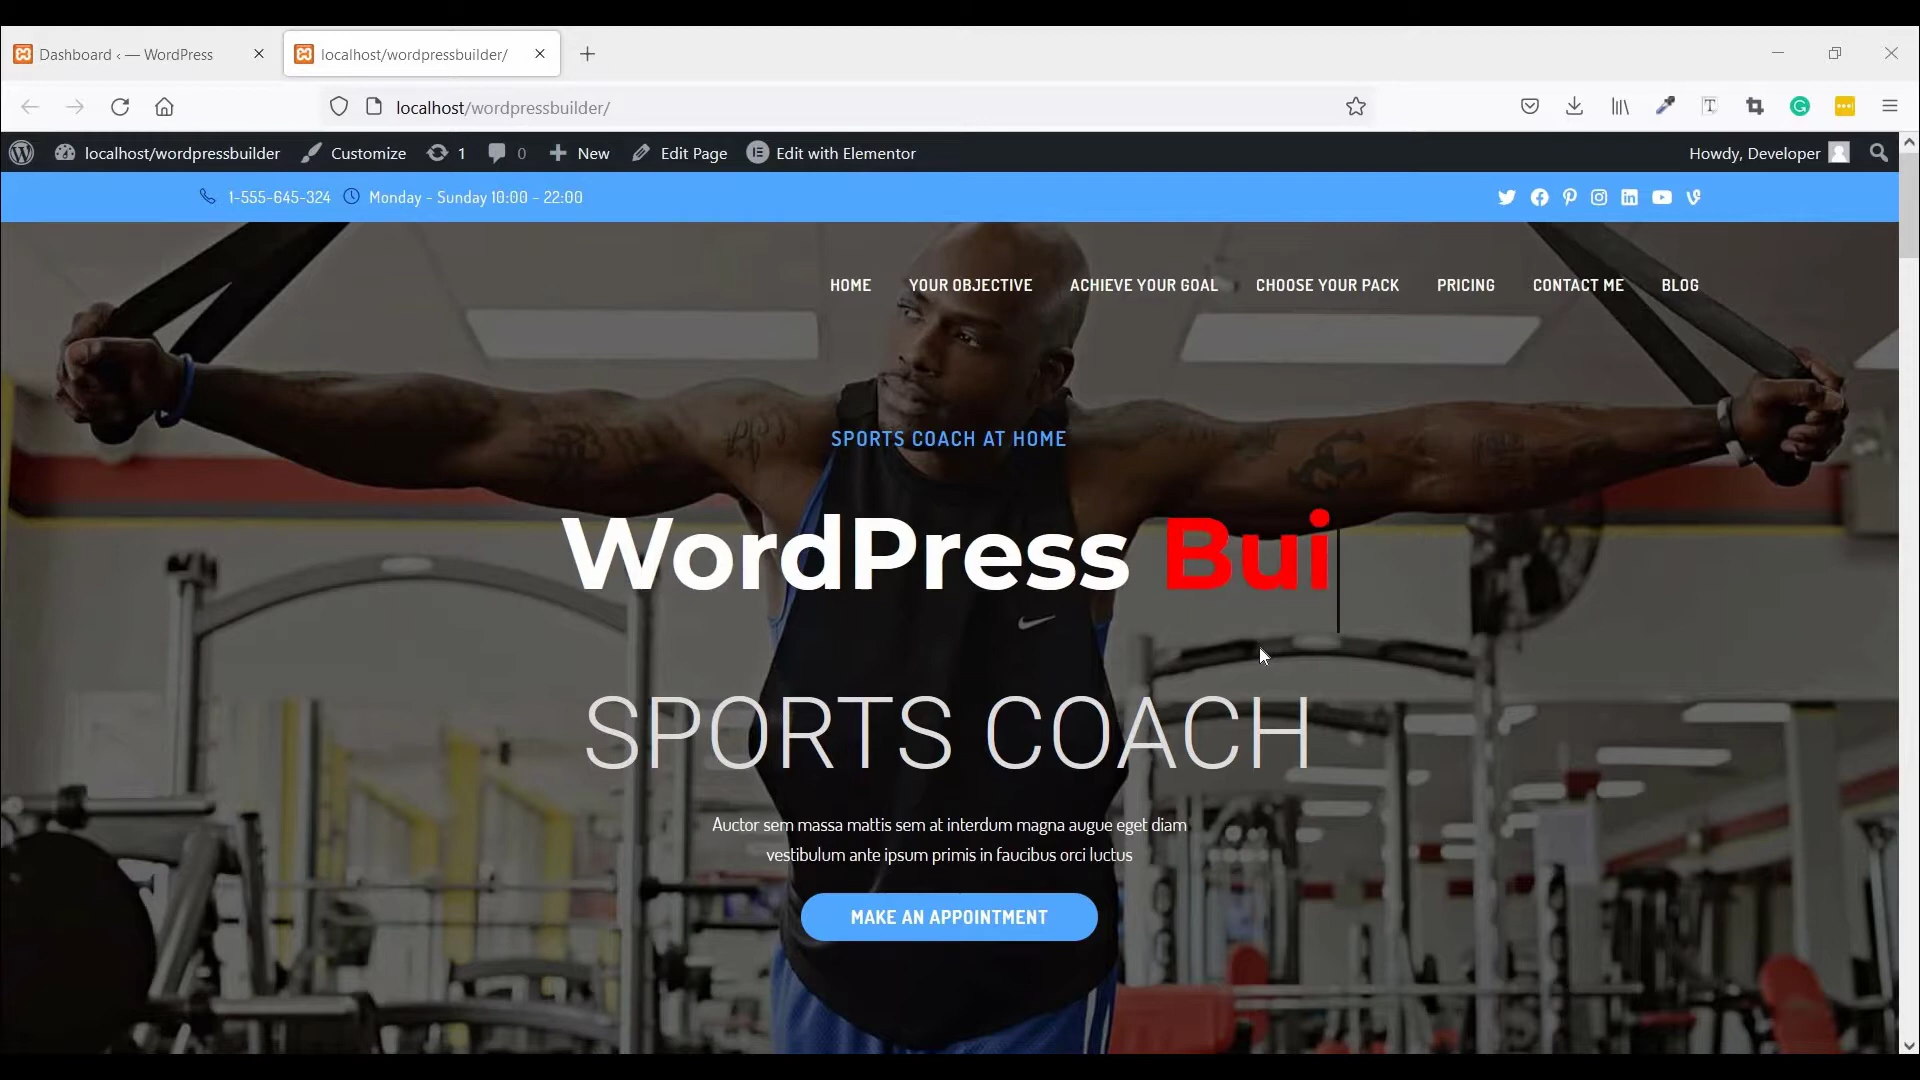 Dashboard ‹ — WordPress
localhost/wordpressbuilder/
localhost/wordpressbuilder/
localhost/wordpressbuilder
Customize
1
0
New
Edit Page
Edit with Elementor
Howdy, Developer
1-555-645-324
Monday - Sunday 10:00 - 22:00
HOME
YOUR OBJECTIVE
ACHIEVE YOUR GOAL
CHOOSE YOUR PACK
PRICING
CONTACT ME
BLOG
SPORTS COACH AT HOME
WordPress Bui
SPORTS COACH
Auctor sem massa mattis sem at interdum magna augue eget diam
vestibulum ante ipsum primis in faucibus orci luctus
MAKE AN APPOINTMENT